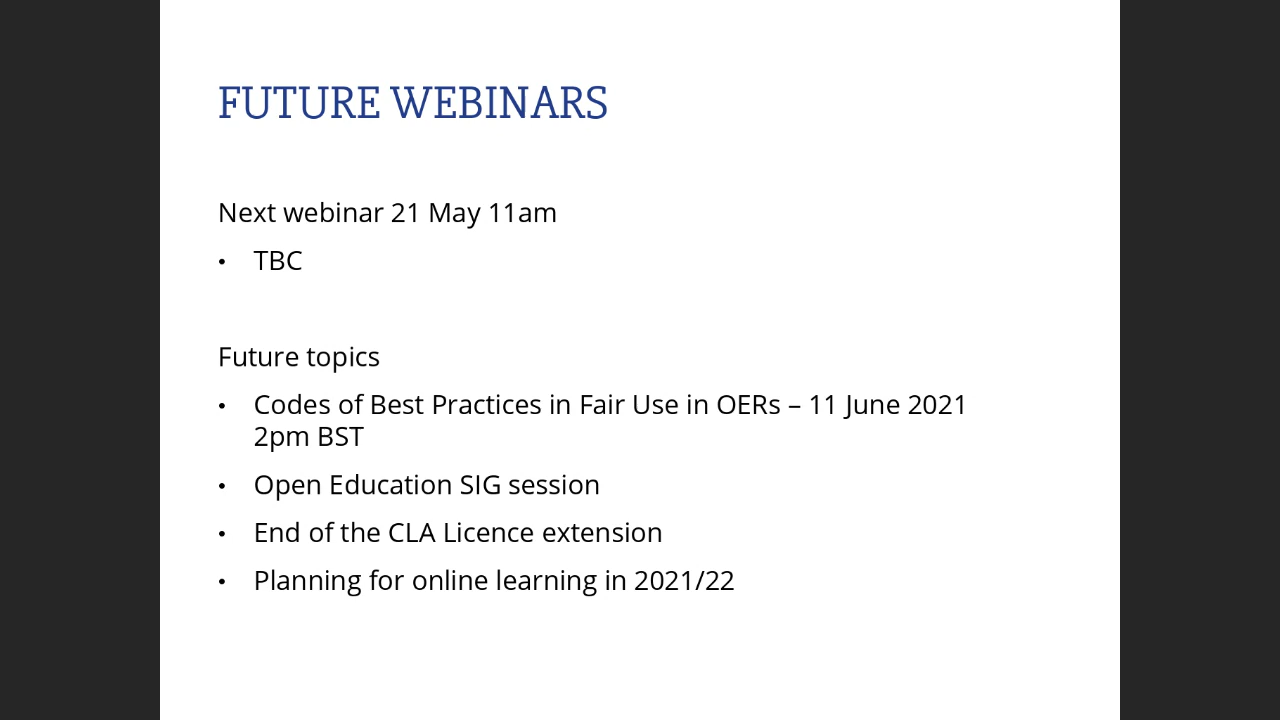 FUTURE WEBINARS
Next webinar 21 May 11am
• TBC
Future topics
• Codes of Best Practices in Fair Use in OERs – 11 June 2021
2pm BST
• Open Education SIG session
• End of the CLA Licence extension
• Planning for online learning in 2021/22